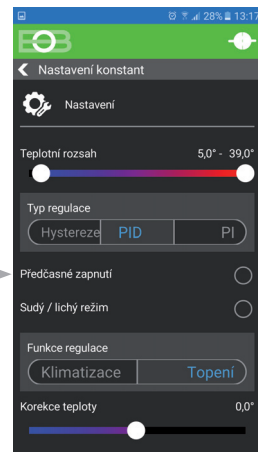 28% 13:17
EOB
Nastavení konstant
Nastavení
Teplotní rozsah 5,0° - 39,0°
Typ regulace
Hystereze PID PI
Předčasné zapnutí
Sudý / lichý režim
Funkce regulace
Klimatizace Topení
Korekce teploty 0,0°